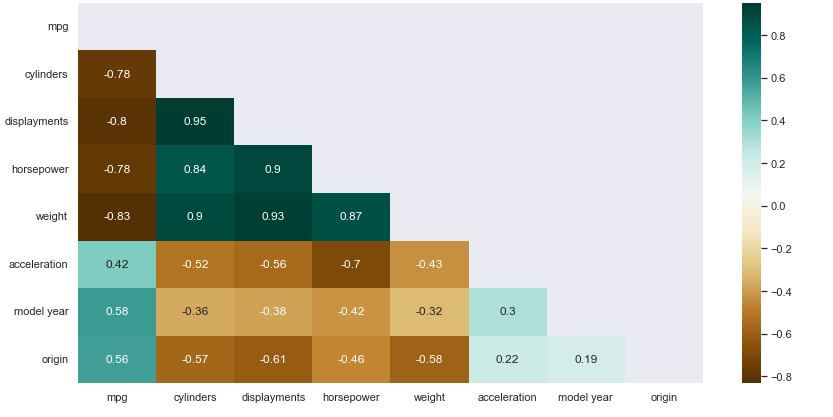 mpg
cylinders -0.78
displayments -0.8 0.95
horsepower -0.78 0.84 0.9
weight -0.83 0.9 0.93 0.87
acceleration 0.42 -0.52 -0.56 -0.7 -0.43
model year 0.58 -0.36 -0.38 -0.42 -0.32 0.3
origin 0.56 -0.57 -0.61 -0.46 -0.58 0.22 0.19
mpg cylinders displayments horsepower weight acceleration model year origin
0.8
0.6
0.4
0.2
0.0
−0.2
−0.4
−0.6
−0.8